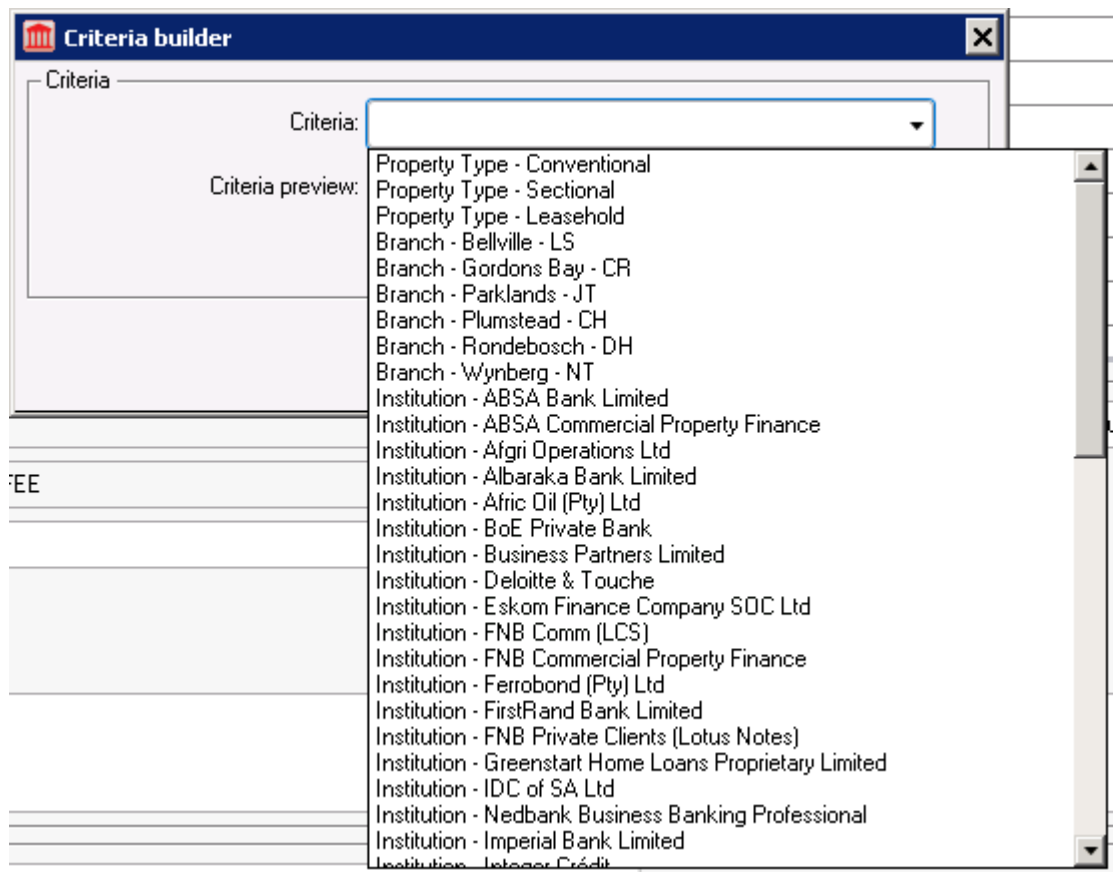 Criteria builder
Criteria
Criteria:
Criteria preview:
Property Type - Conventional
Property Type - Sectional
Property Type - Leasehold
Branch - Bellville - LS
Branch - Gordons Bay - CR
Branch - Parklands - JT
Branch - Plumstead - CH
Branch - Rondebosch - DH
Branch - Wynberg - NT
Institution - ABSA Bank Limited
Institution - ABSA Commercial Property Finance
Institution - Afgri Operations Ltd
Institution - Albaraka Bank Limited
Institution - Afric Oil (Pty) Ltd
Institution - BoE Private Bank
Institution - Business Partners Limited
Institution - Deloitte & Touche
Institution - Eskom Finance Company SOC Ltd
Institution - FNB Comm (LCS)
Institution - FNB Commercial Property Finance
Institution - Ferrobond (Pty) Ltd
Institution - FirstRand Bank Limited
Institution - FNB Private Clients (Lotus Notes)
Institution - Greenstart Home Loans Proprietary Limited
Institution - IDC of SA Ltd
Institution - Nedbank Business Banking Professional
Institution - Imperial Bank Limited
Institution - Integer Crédit
FEE